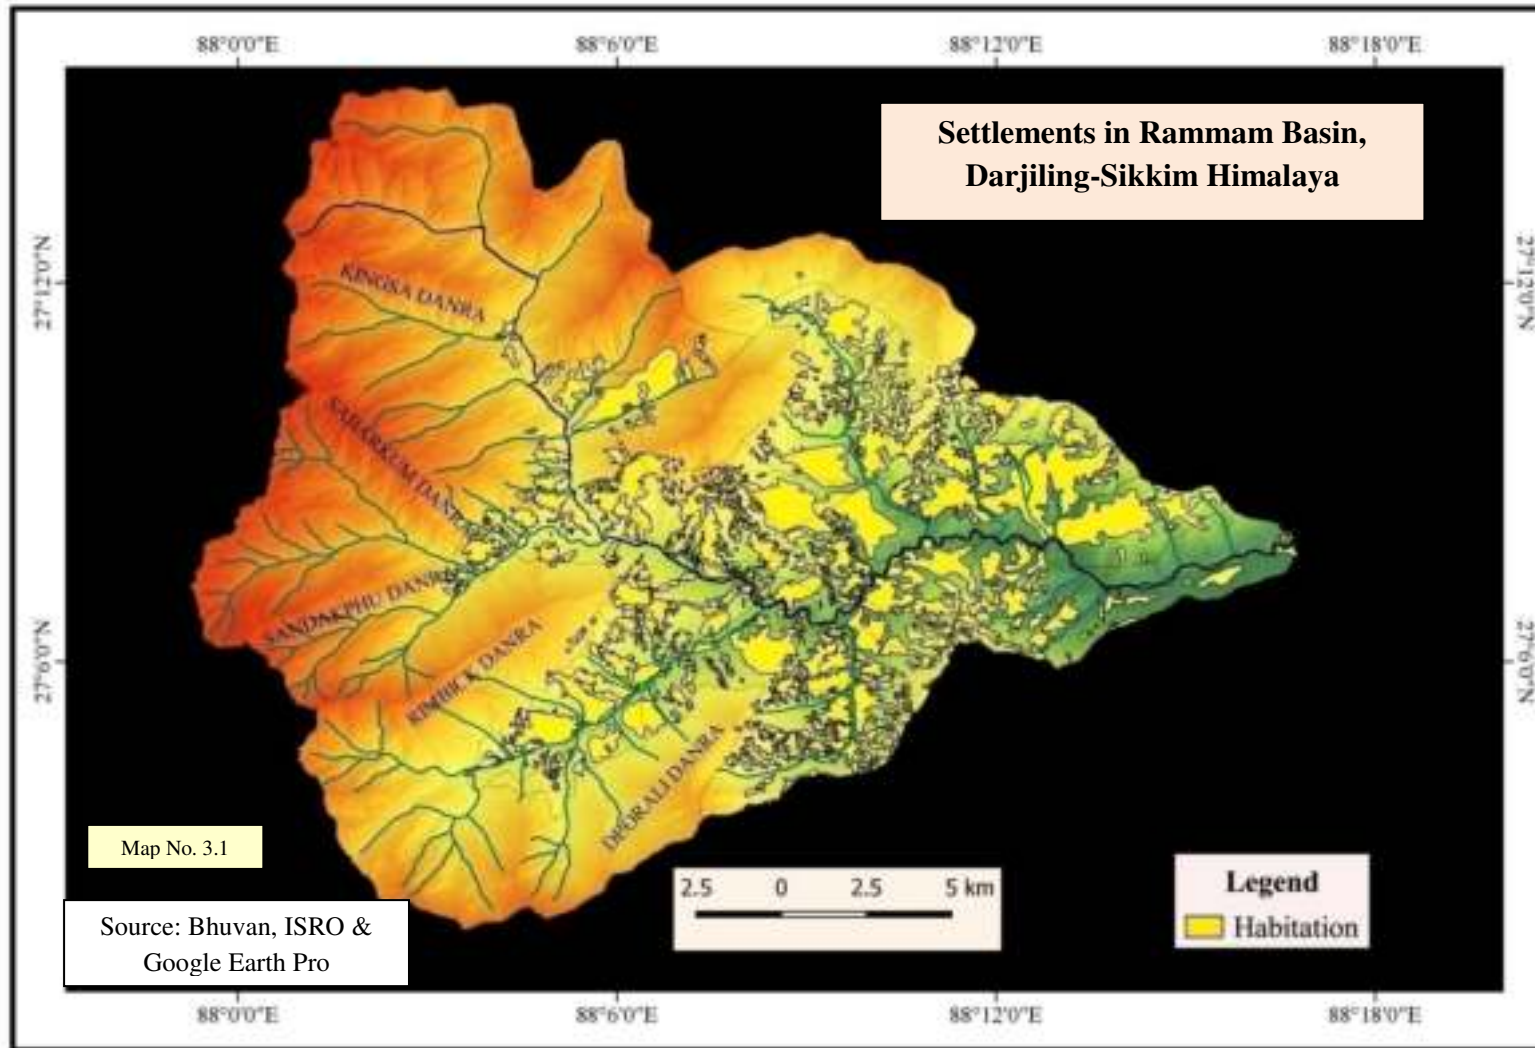 88°0'0"E 88°6'0"E 88°12'0"E 88°18'0"E
Settlements in Rammam Basin,
Darjiling-Sikkim Himalaya
27°12'0"N
27°12'0"N
KINGSA DANRA
DANRA
SANDAKPHU DANRA
RIMBICK DANRA
DEORALI DANRA
27°6'0"N
27°6'0"N
Map No. 3.1
Source: Bhuvan, ISRO &
Google Earth Pro
2.5 0 2.5 5 km
Legend
Habitation
88°0'0"E 88°6'0"E 88°12'0"E 88°18'0"E